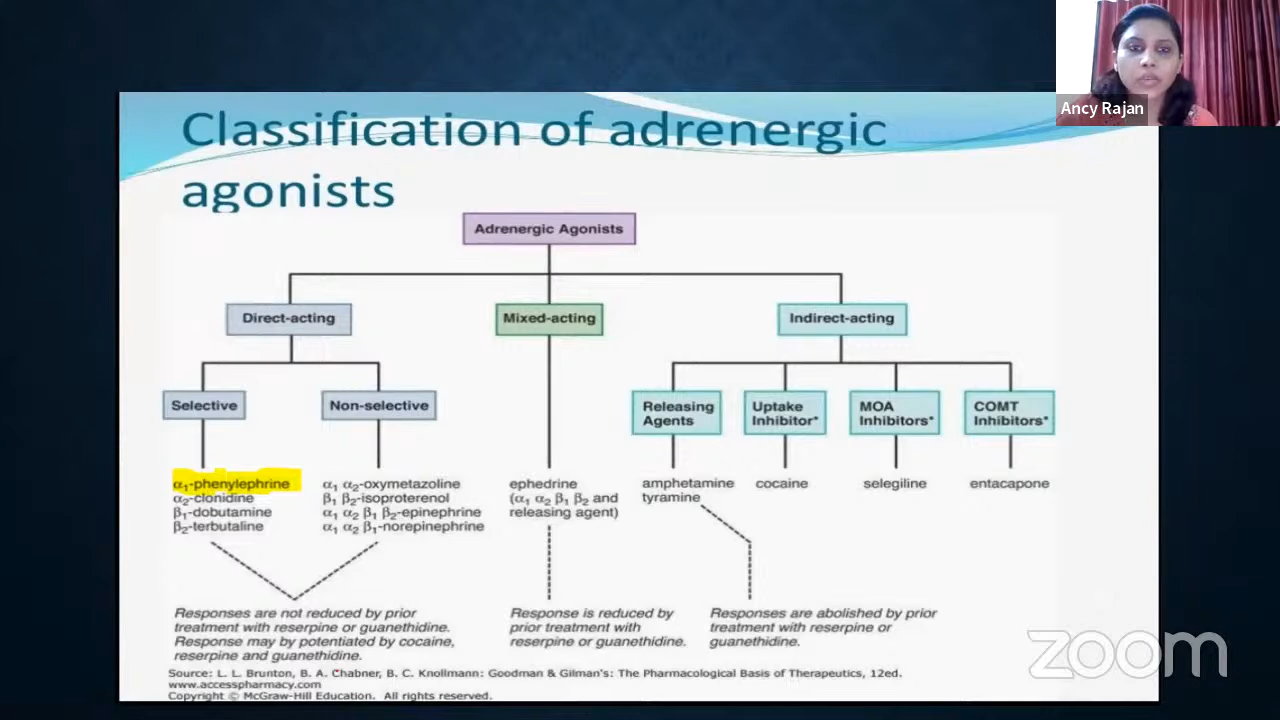 Ancy Rajan
Classification of adrenergic
agonists
Adrenergic Agonists
Direct-acting
Mixed-acting
Indirect-acting
Selective
Non-selective
Releasing
Agents
Uptake
Inhibitor*
MOA
Inhibitors*
COMT
Inhibitors*
α₁-phenylephrine
α₂-clonidine
β₁-dobutamine
β₂-terbutaline
α₁ α₂-oxymetazoline
β₁ β₂-isoproterenol
α₁ α₂ β₁ β₂-epinephrine
α₁ α₂ β₁-norepinephrine
ephedrine
(α₁ α₂ β₁ β₂ and
releasing agent)
amphetamine
tyramine
cocaine
selegiline
entacapone
Responses are not reduced by prior
treatment with reserpine or guanethidine.
Response may be potentiated by cocaine,
reserpine and guanethidine.
Response is reduced by
prior treatment with
reserpine or guanethidine.
Responses are abolished by prior
treatment with reserpine or
guanethidine.
Source: L. L. Brunton, B. A. Chabner, B. C. Knollmann: Goodman & Gilman's: The Pharmacological Basis of Therapeutics, 12ed.
www.accesspharmacy.com
Copyright © McGraw-Hill Education. All rights reserved.
zoom